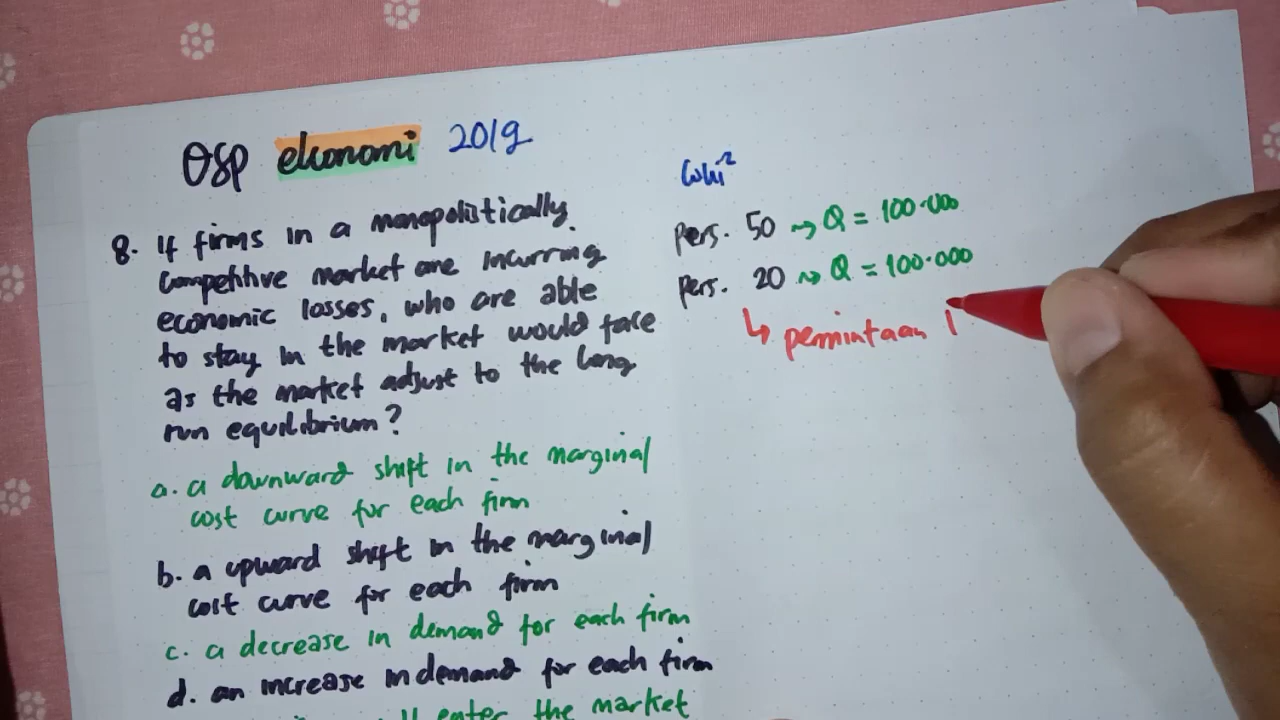 OSP ekonomi 2019
8. If firms in a monopolistically
competitive market are incurring
economic losses, who are able
to stay in the market would face
as the market adjust to the long
run equilibrium?
a. a downward shift in the marginal
cost curve for each firm
b. a upward shift in the marginal
cost curve for each firm
c. a decrease in demand for each firm
d. an increase in demand for each firm
enter the market
Pers. 50 → Q = 100.000
Pers. 20 → Q = 100.000
↳ permintaan